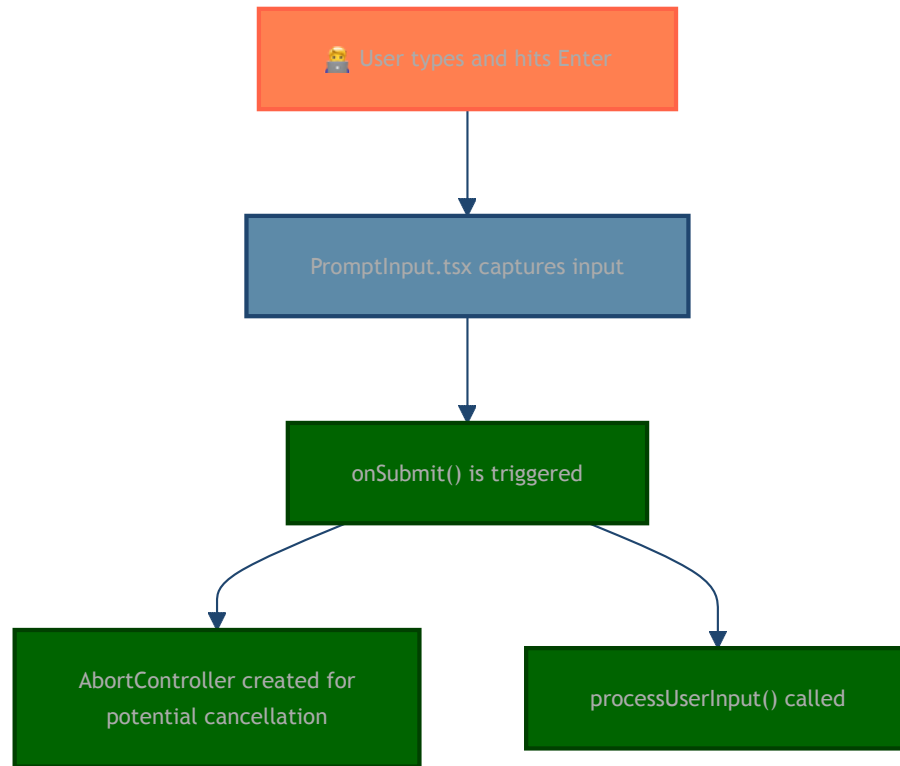 👨‍💻 User types and hits Enter
PromptInput.tsx captures input
onSubmit() is triggered
AbortController created for
potential cancellation
processUserInput() called